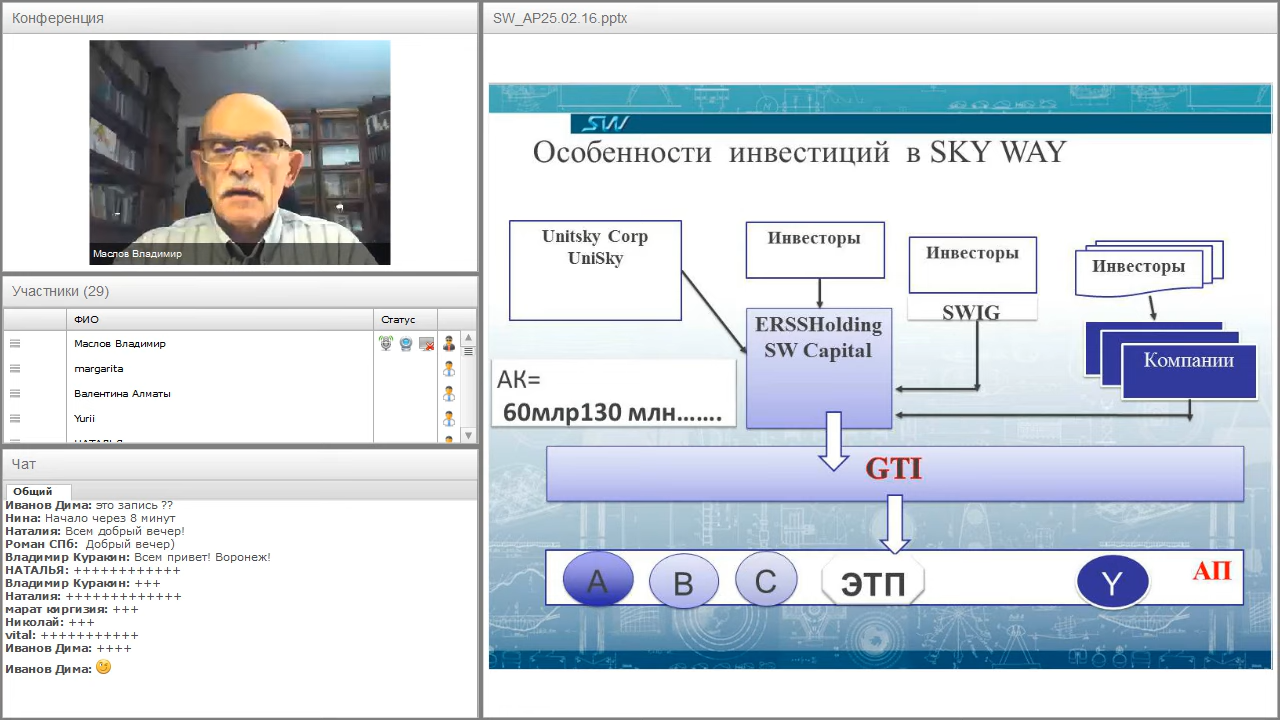 Конференция
Маслов Владимир
Участники (29)
ФИО
Статус
Маслов Владимир
margarita
Валентина Алматы
Yurii
Чат
Общий
Иванов Дима: это запись ??
Нина: Начало через 8 минут
Наталия: Всем добрый вечер!
Роман СПб: Добрый вечер)
Владимир Куракин: Всем привет! Воронеж!
НАТАЛЬЯ: ++++++++++++
Владимир Куракин: +++
Наталия: +++++++++++++
марат киргизия: +++
Николай: +++
vital: +++++++++++
Иванов Дима: ++++
Иванов Дима:
SW_AP25.02.16.pptx
SW
Особенности инвестиций в SKY WAY
Unitsky Corp
UniSky
Инвесторы
Инвесторы
Инвесторы
SWIG
ERSSHolding
SW Capital
Компании
АК=
60млр130 млн…….
GTI
A
B
C
ЭТП
Y
АП